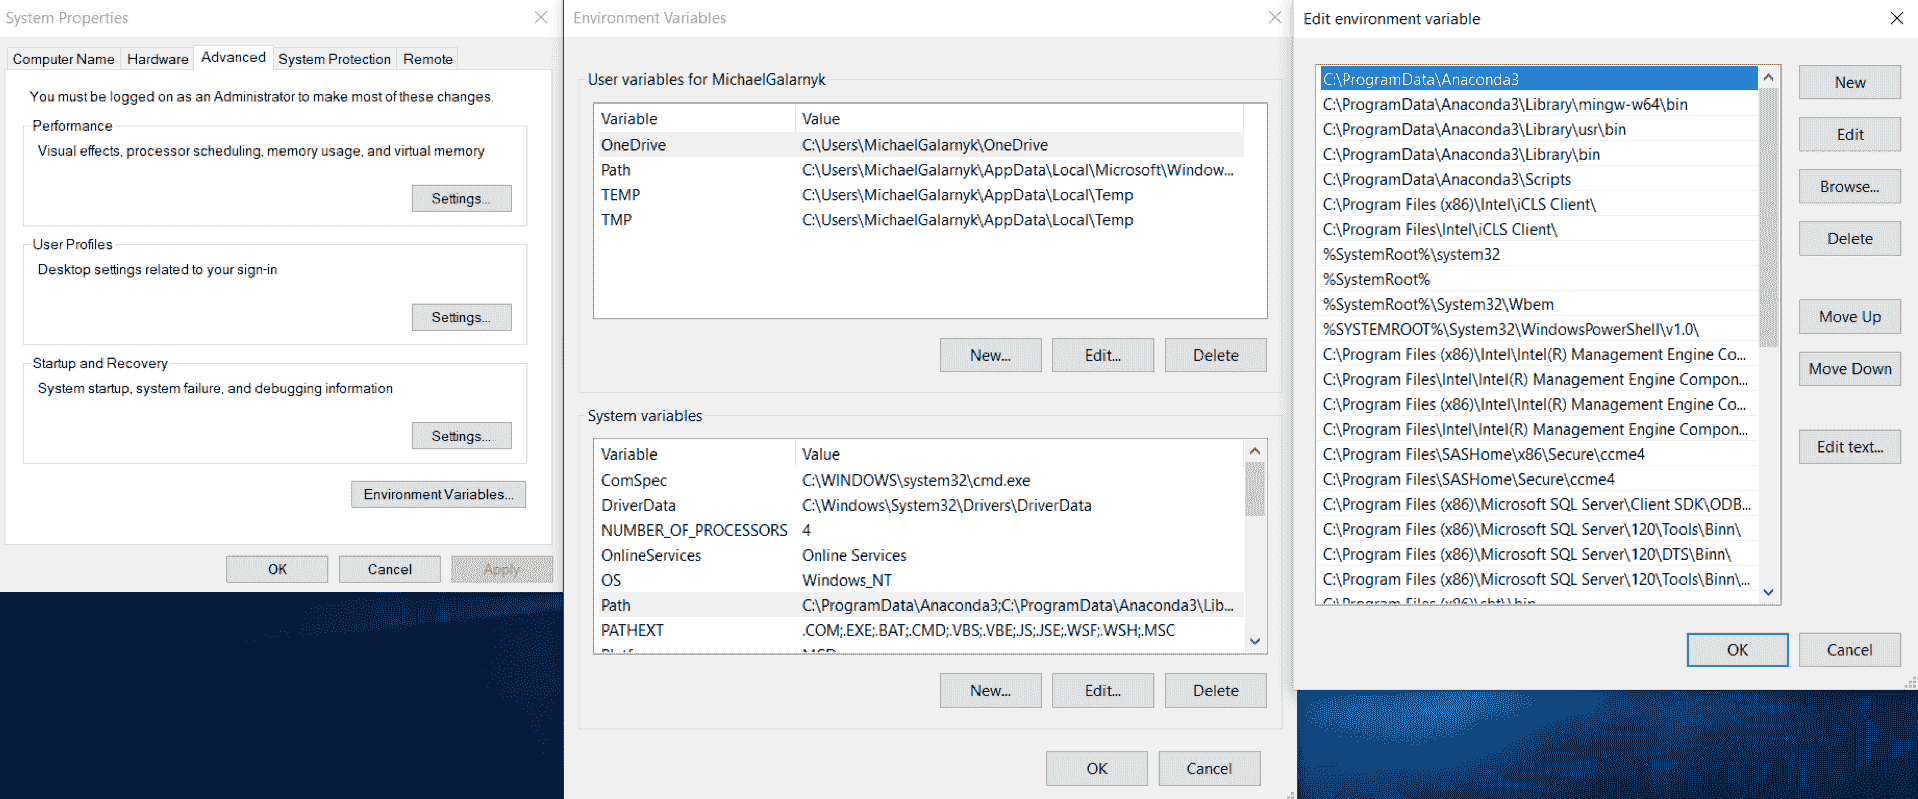 System Properties
Computer Name Hardware Advanced System Protection Remote
You must be logged on as an Administrator to make most of these changes.
Performance
Visual effects, processor scheduling, memory usage, and virtual memory
Settings...
User Profiles
Desktop settings related to your sign-in
Settings...
Startup and Recovery
System startup, system failure, and debugging information
Settings...
Environment Variables...
OK Cancel Apply
Environment Variables
User variables for MichaelGalarnyk
Variable Value
OneDrive C:\Users\MichaelGalarnyk\OneDrive
Path C:\Users\MichaelGalarnyk\AppData\Local\Microsoft\Window...
TEMP C:\Users\MichaelGalarnyk\AppData\Local\Temp
TMP C:\Users\MichaelGalarnyk\AppData\Local\Temp
New... Edit... Delete
System variables
Variable Value
ComSpec C:\WINDOWS\system32\cmd.exe
DriverData C:\Windows\System32\Drivers\DriverData
NUMBER_OF_PROCESSORS 4
OnlineServices Online Services
OS Windows_NT
Path C:\ProgramData\Anaconda3;C:\ProgramData\Anaconda3\Lib...
PATHEXT .COM;.EXE;.BAT;.CMD;.VBS;.VBE;.JS;.JSE;.WSF;.WSH;.MSC
New... Edit... Delete
OK Cancel
Edit environment variable
C:\ProgramData\Anaconda3
C:\ProgramData\Anaconda3\Library\mingw-w64\bin
C:\ProgramData\Anaconda3\Library\usr\bin
C:\ProgramData\Anaconda3\Library\bin
C:\ProgramData\Anaconda3\Scripts
C:\Program Files (x86)\Intel\iCLS Client\
C:\Program Files\Intel\iCLS Client\
%SystemRoot%\system32
%SystemRoot%
%SystemRoot%\System32\Wbem
%SYSTEMROOT%\System32\WindowsPowerShell\v1.0\
C:\Program Files (x86)\Intel\Intel(R) Management Engine Co...
C:\Program Files\Intel\Intel(R) Management Engine Compon...
C:\Program Files (x86)\Intel\Intel(R) Management Engine Co...
C:\Program Files\Intel\Intel(R) Management Engine Compon...
C:\Program Files\SASHome\x86\Secure\ccme4
C:\Program Files\SASHome\Secure\ccme4
C:\Program Files (x86)\Microsoft SQL Server\Client SDK\ODB...
C:\Program Files (x86)\Microsoft SQL Server\120\Tools\Binn\
C:\Program Files (x86)\Microsoft SQL Server\120\DTS\Binn\
C:\Program Files (x86)\Microsoft SQL Server\120\Tools\Binn\...
C:\Program Files (x86)\sbt\\bin
New
Edit
Browse...
Delete
Move Up
Move Down
Edit text...
OK Cancel